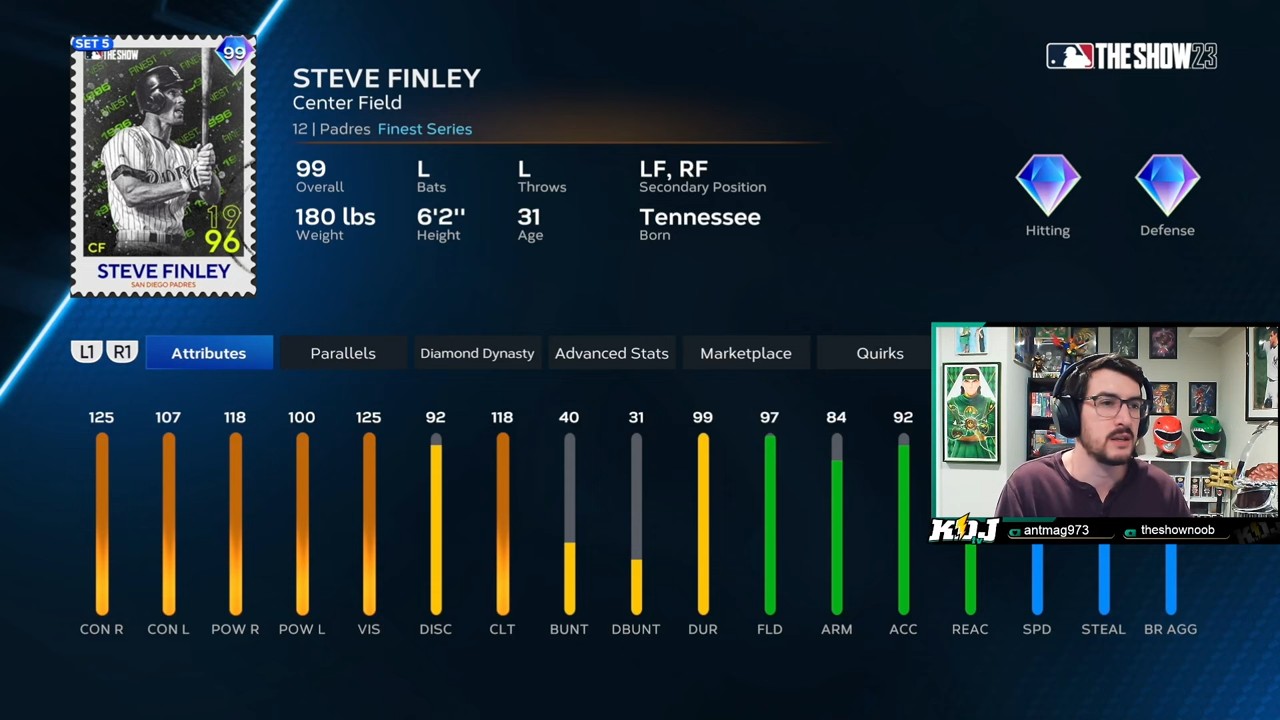 SET 5
99
THE SHOW
FINEST
1996
19
96
CF
STEVE FINLEY
SAN DIEGO PADRES
STEVE FINLEY
Center Field
12 | Padres Finest Series
99 L L LF, RF
Overall Bats Throws Secondary Position
180 lbs 6'2'' 31 Tennessee
Weight Height Age Born
THE SHOW 23
Hitting Defense
L1 R1 Attributes Parallels Diamond Dynasty Advanced Stats Marketplace Quirks
125 107 118 100 125 92 118 40 31 99 97 84 92
KDJ
TV
antmag973 theshownoob
CON R CON L POW R POW L VIS DISC CLT BUNT DBUNT DUR FLD ARM ACC REAC SPD STEAL BR AGG